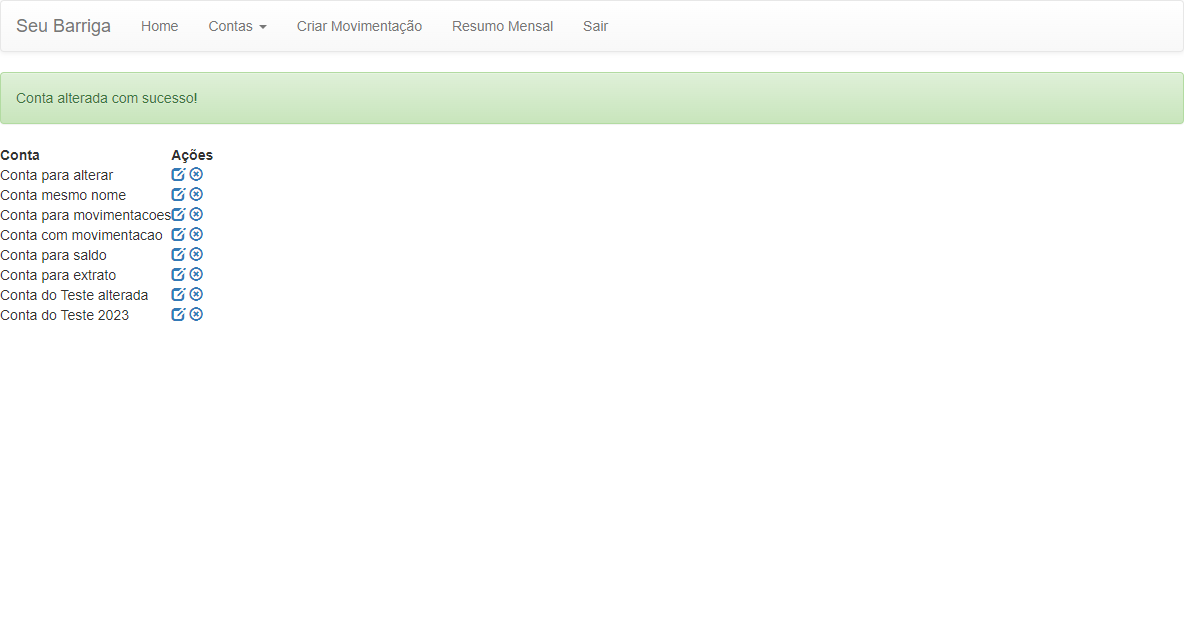 Seu Barriga Home Contas Criar Movimentação Resumo Mensal Sair
Conta alterada com sucesso!
Conta Ações
Conta para alterar
Conta mesmo nome
Conta para movimentacoes
Conta com movimentacao
Conta para saldo
Conta para extrato
Conta do Teste alterada
Conta do Teste 2023